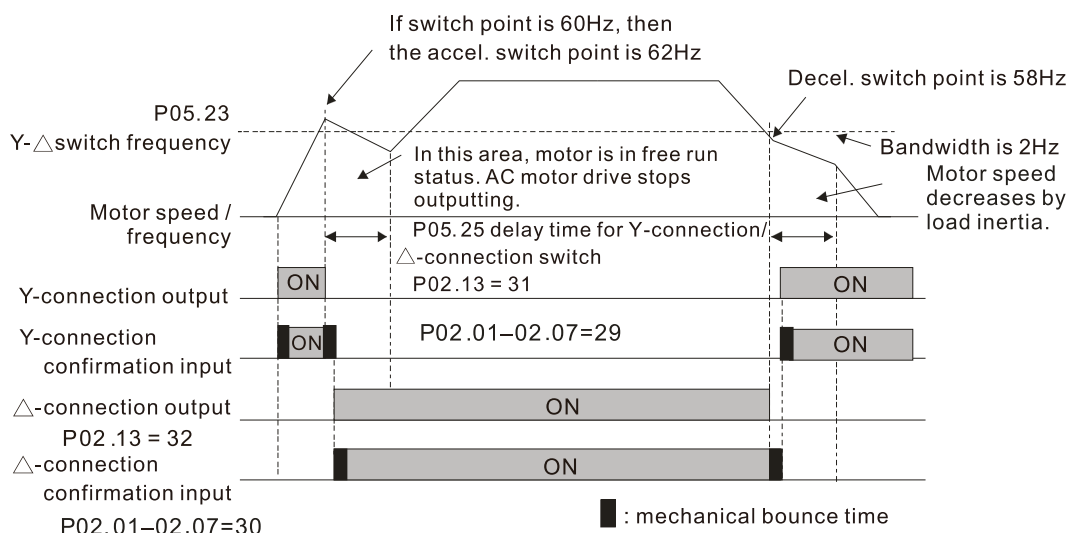 If switch point is 60Hz, then
the accel. switch point is 62Hz
Decel. switch point is 58Hz
P05.23
Y-△switch frequency
Bandwidth is 2Hz
In this area, motor is in free run
status. AC motor drive stops
outputting.
Motor speed
decreases by
load inertia.
Motor speed /
frequency
P05.25 delay time for Y-connection/
△-connection switch
P02.13 = 31
Y-connection output
ON
ON
Y-connection
confirmation input
ON
P02.01–02.07=29
ON
△-connection output
ON
P02.13 = 32
△-connection
confirmation input
ON
P02.01–02.07=30
: mechanical bounce time